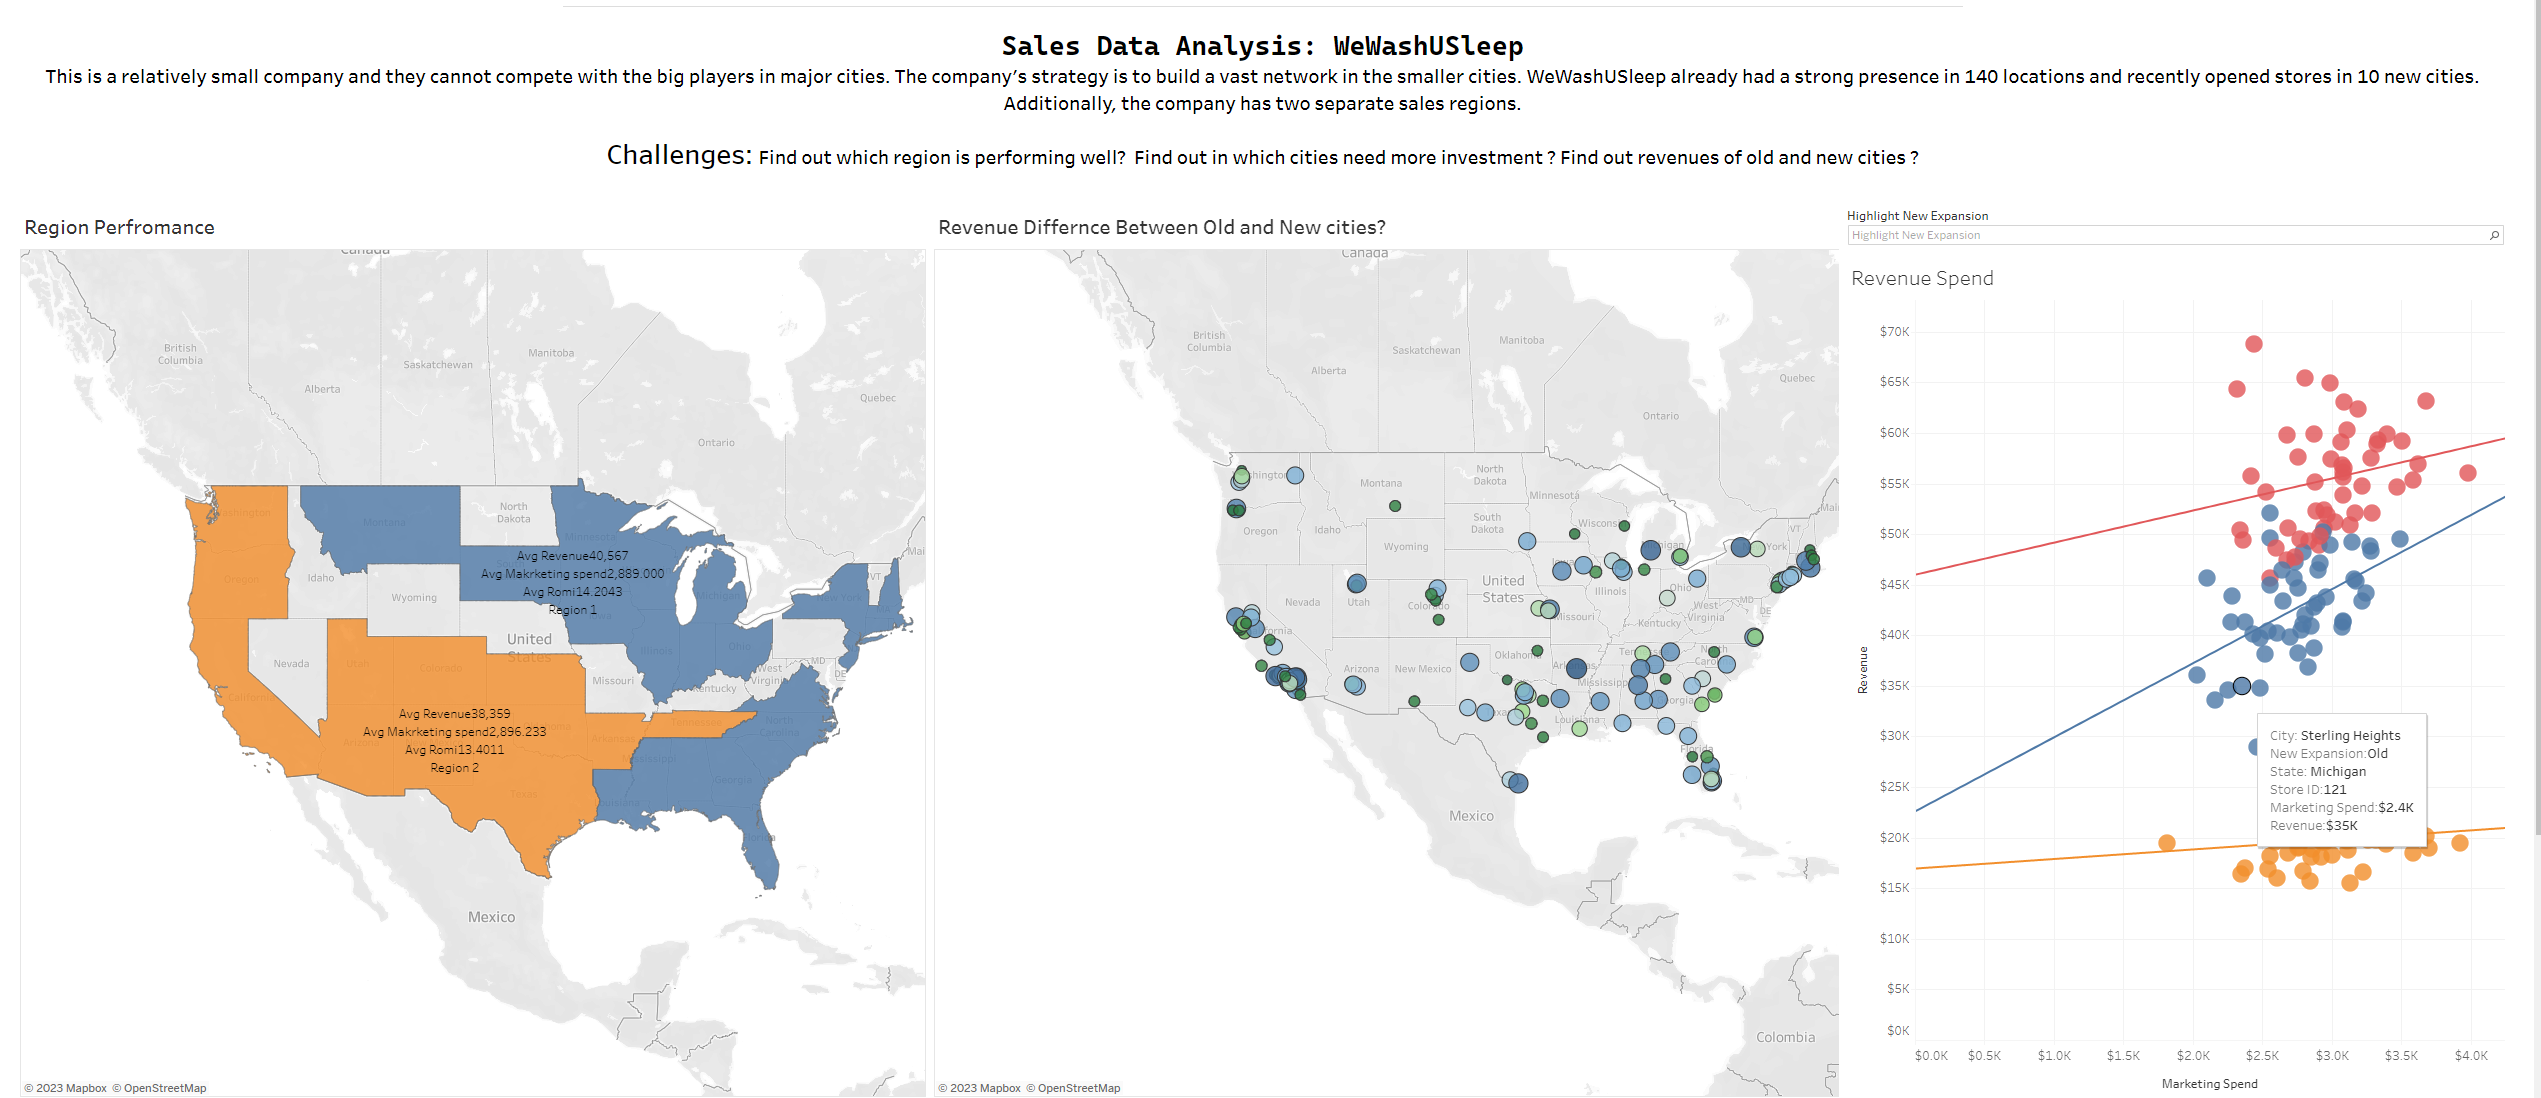 Sales Data Analysis: WeWashUSleep
This is a relatively small company and they cannot compete with the big players in major cities. The company's strategy is to build a vast network in the smaller cities. WeWashUSleep already had a strong presence in 140 locations and recently opened stores in 10 new cities.
Additionally, the company has two separate sales regions.
Challenges: Find out which region is performing well?  Find out in which cities need more investment ? Find out revenues of old and new cities ?
Region Perfromance
Canada
British
Columbia
Alberta
Saskatchewan
Manitoba
Ontario
Quebec
Washington
Montana
North
Dakota
Minnesota
Oregon
Idaho
Wyoming
Avg Revenue40,567
Avg Makrketing spend2,889.000
Avg Romi14.2043
Region 1
Iowa
Michigan
New York
VT
MA
Mai
Nevada
Utah
Colorado
United
States
Illinois
Ohio
Missouri
Kentucky
West
Virginia
MD
DE
California
Arizona
Avg Revenue38,359
Avg Makrketing spend2,896.233
Avg Romi13.4011
Region 2
Tennessee
Arkansas
North
Carolina
Mississippi
Georgia
Texas
Louisiana
Florida
Mexico
© 2023 Mapbox © OpenStreetMap
Revenue Differnce Between Old and New cities?
Canada
British
Columbia
Alberta
Saskatchewan
Manitoba
Ontario
Quebec
hington
Montana
North
Dakota
Minnesota
South
Dakota
Wisconsi
Oregon
Idaho
Wyoming
igan
York
VT
Mai
Nevada
Utah
Colorado
United
States
Illinois
Ohio
West
Virginia
MD
DE
Missouri
Kentucky
fornia
Arizona
New Mexico
Oklahoma
Ten
North
Caro
Mississippi
orgia
exa
Louisiana
Florida
Mexico
Colombia
© 2023 Mapbox © OpenStreetMap
Highlight New Expansion
Highlight New Expansion
Revenue Spend
$70K
$65K
$60K
$55K
$50K
$45K
$40K
$35K
$30K
$25K
$20K
$15K
$10K
$5K
$0K
Revenue
City: Sterling Heights
New Expansion:Old
State: Michigan
Store ID:121
Marketing Spend:$2.4K
Revenue:$35K
$0.0K $0.5K $1.0K $1.5K $2.0K $2.5K $3.0K $3.5K $4.0K
Marketing Spend